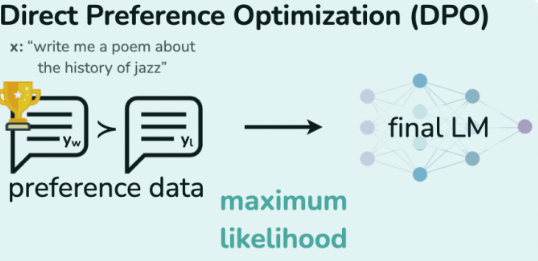 Direct Preference Optimization (DPO)
x: "write me a poem about
the history of jazz"
yw > yl
preference data
maximum
likelihood
final LM